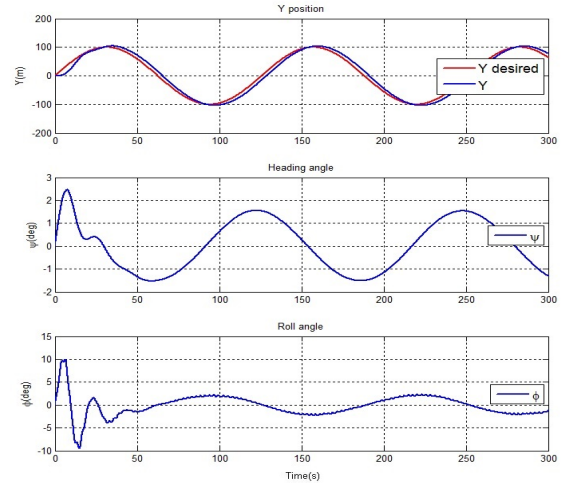 Y position
200
100
0
-100
-200
Y(m)
Y desired
Y
0 50 100 150 200 250 300
Heading angle
3
2
1
0
-1
-2
ψ(deg)
ψ
0 50 100 150 200 250 300
Roll angle
15
10
5
0
-5
-10
ϕ(deg)
ϕ
0 50 100 150 200 250 300
Time(s)